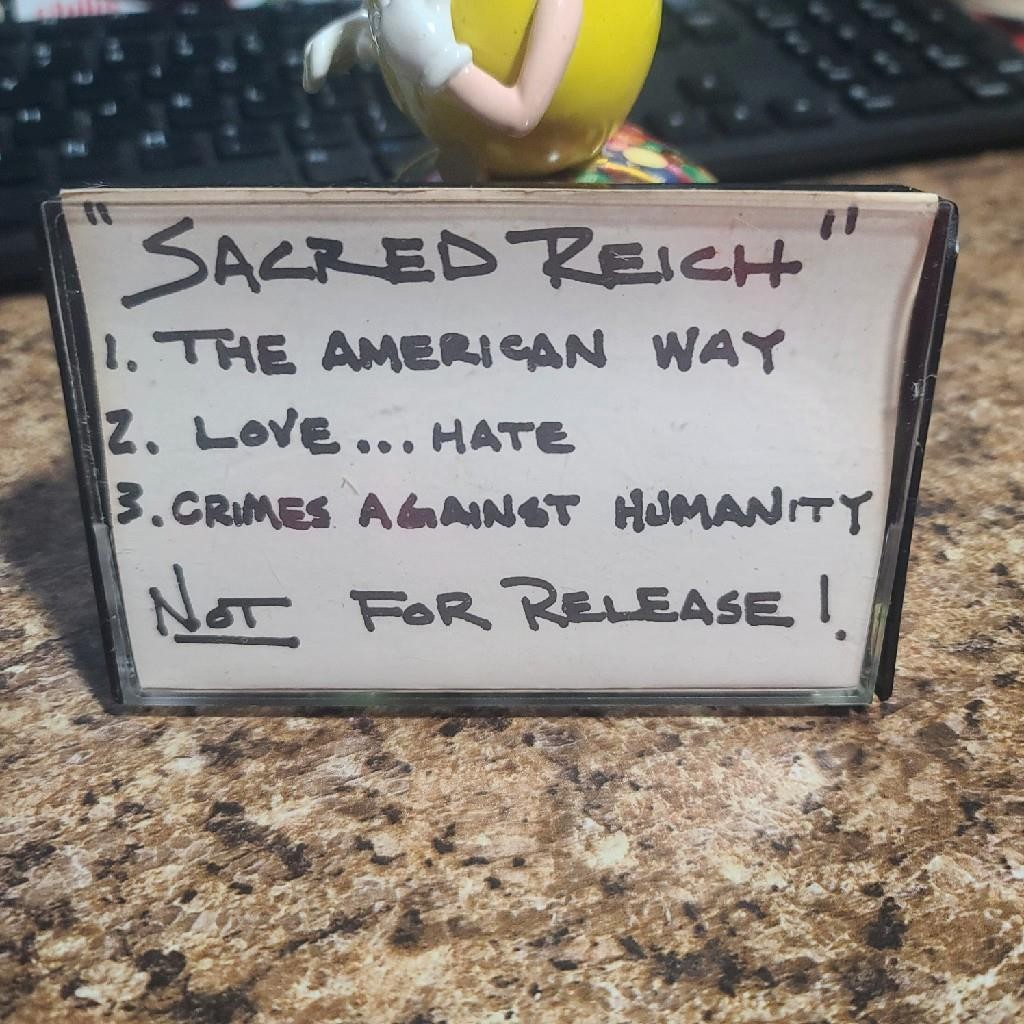 "SACRED REICH"
1. THE AMERICAN WAY
2. LOVE... HATE
3. CRIMES AGAINST HUMANITY
NOT FOR RELEASE!